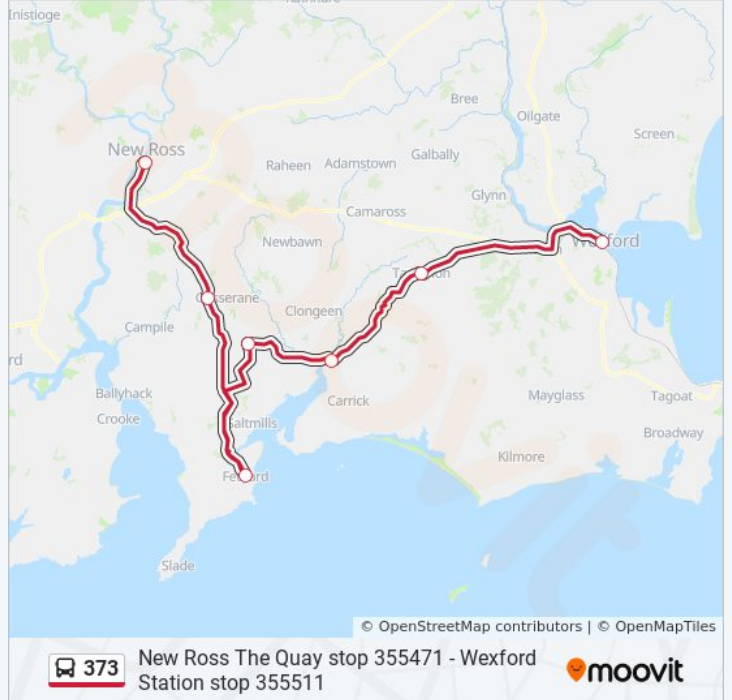 Inistioge
Rathnure
Bree
Oilgate
Screen
New Ross
Raheen
Adamstown
Galbally
Glynn
Camaross
Newbawn
Clongeen
Campile
Ballyhack
Crooke
Carrick
Saltmills
Mayglass
Tagoat
Broadway
Kilmore
Slade
© OpenStreetMap contributors | © OpenMapTiles
373
New Ross The Quay stop 355471 - Wexford
Station stop 355511
moovit